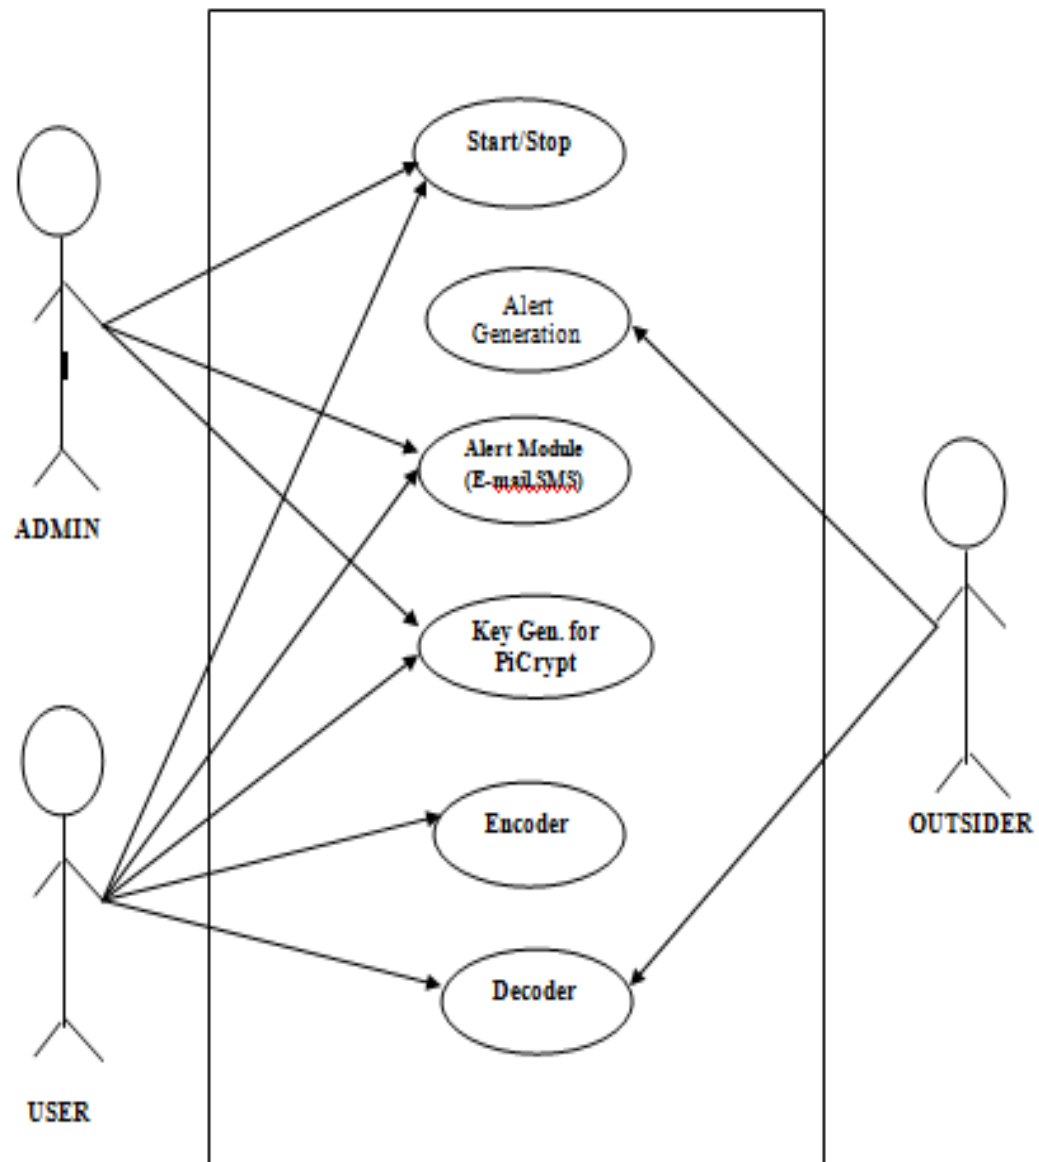 Start/Stop
Alert
Generation
Alert Module
(E-mail.SMS)
ADMIN
Key Gen. for
PiCrypt
Encoder
OUTSIDER
Decoder
USER